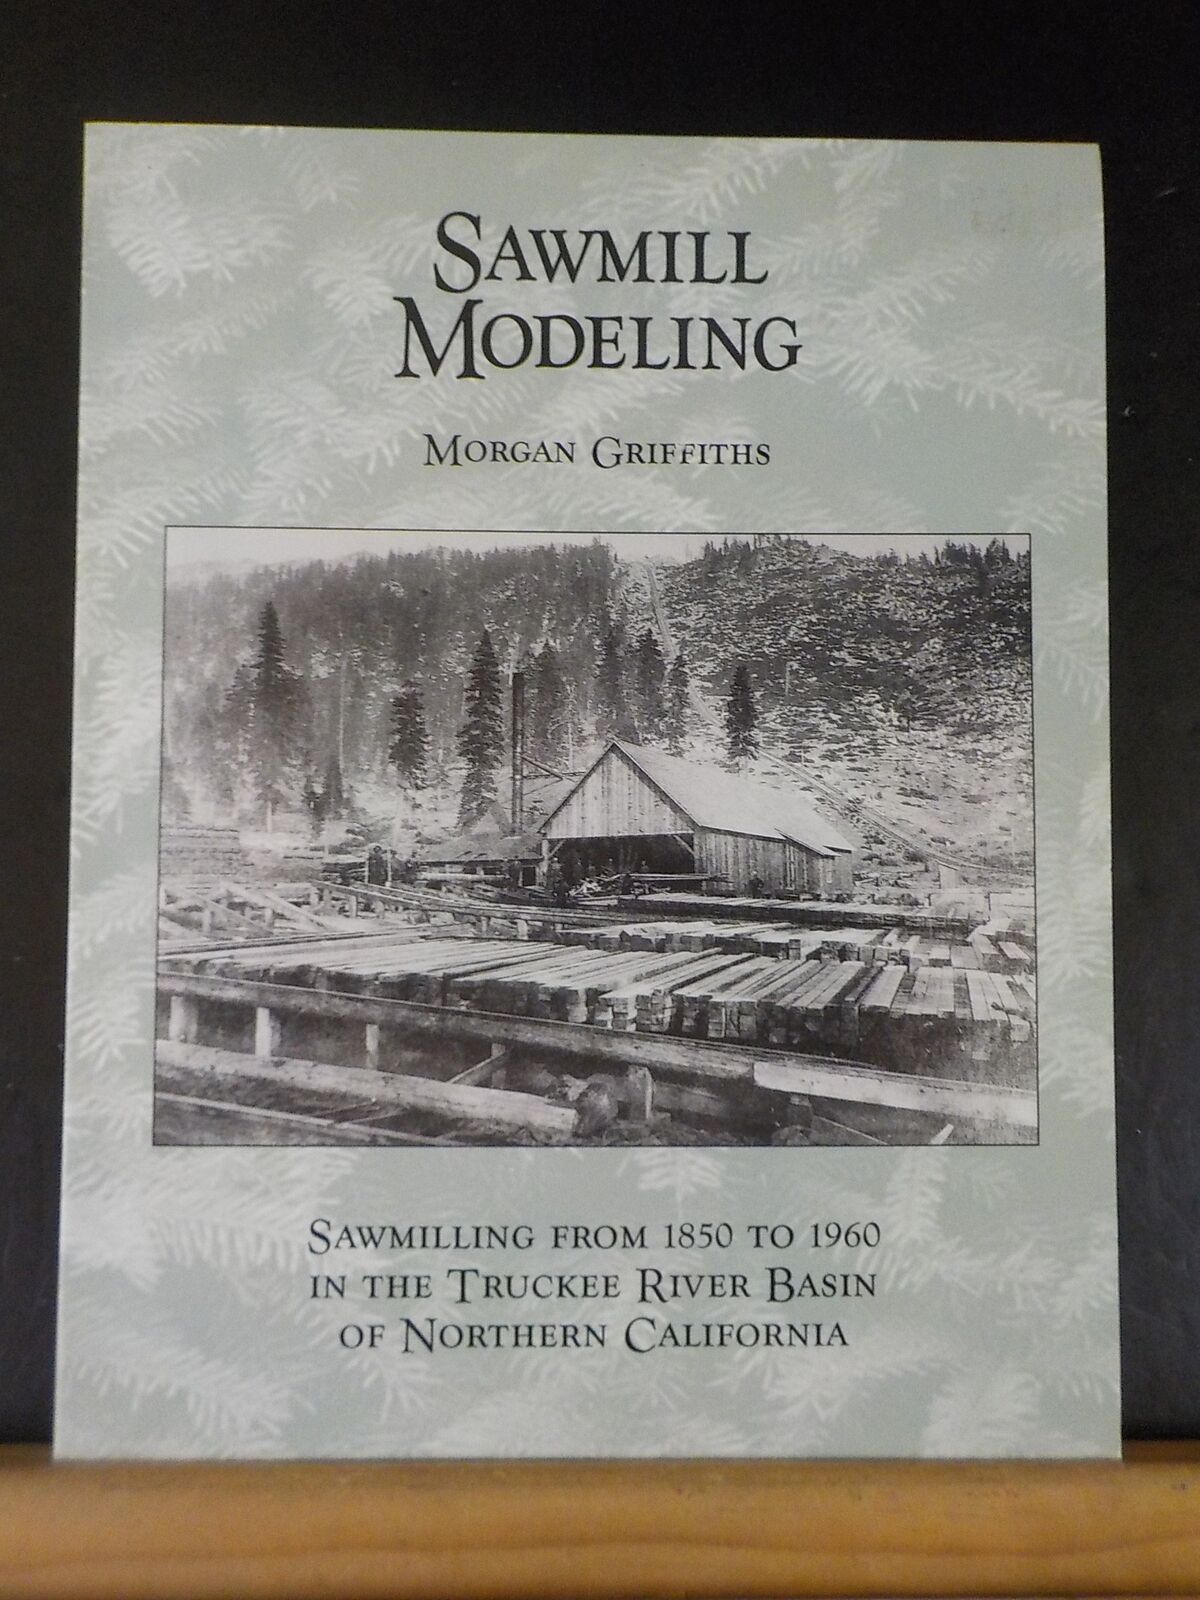 SAWMILL
MODELING
MORGAN GRIFFITHS
SAWMILLING FROM 1850 TO 1960
IN THE TRUCKEE RIVER BASIN
OF NORTHERN CALIFORNIA